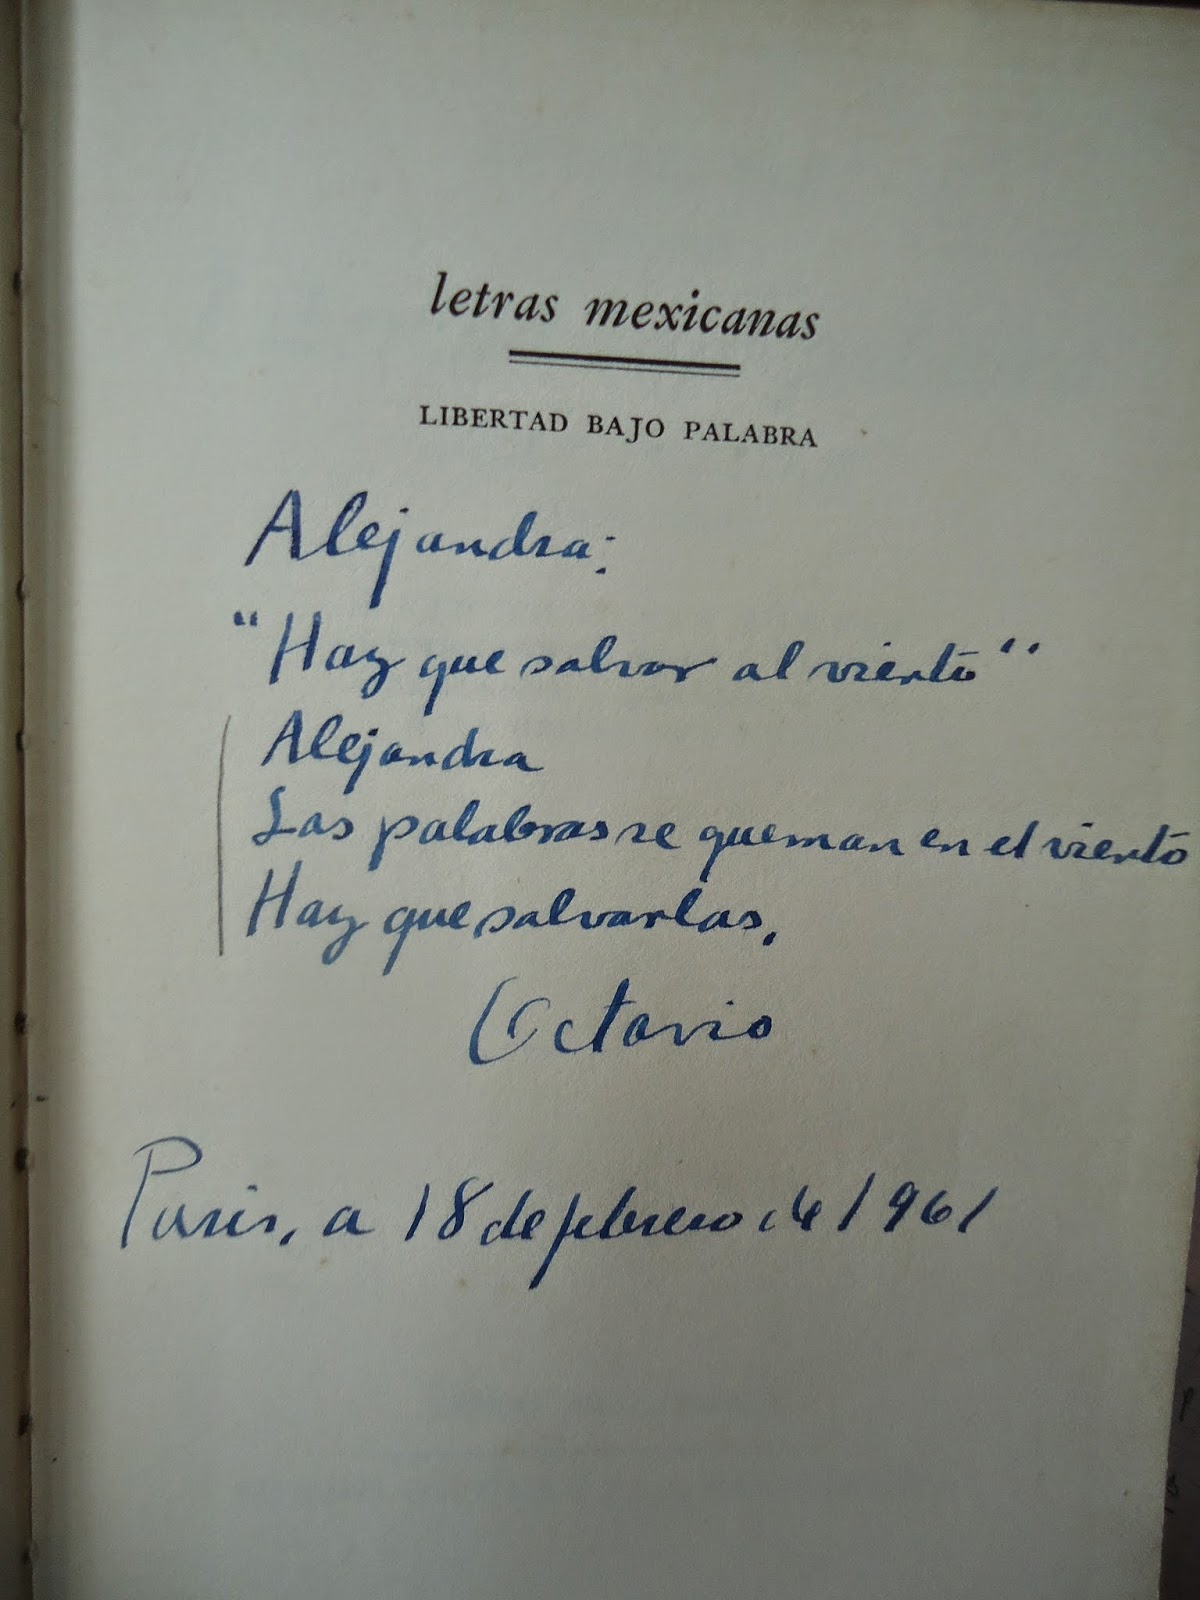 letras mexicanas
LIBERTAD BAJO PALABRA
Alejandra:
"Hay que salvar al viento"
Alejandra
Las palabras se queman en el viento
Hay que salvarlas.
Octavio
París, a 18 de febrero de 1961